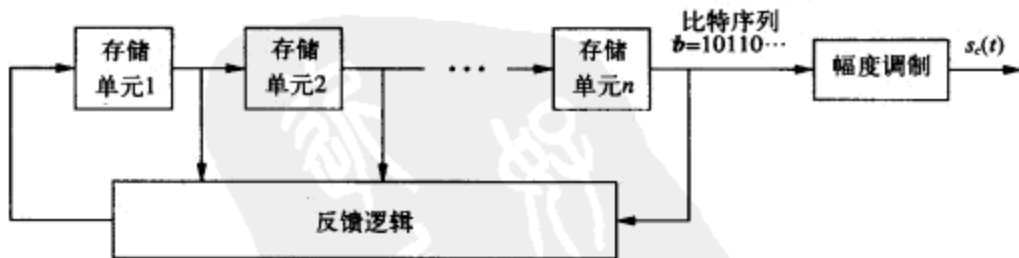 存储
单元1
存储
单元2
···
存储
单元n
比特序列
b=10110···
幅度调制
s_c(t)
反馈逻辑